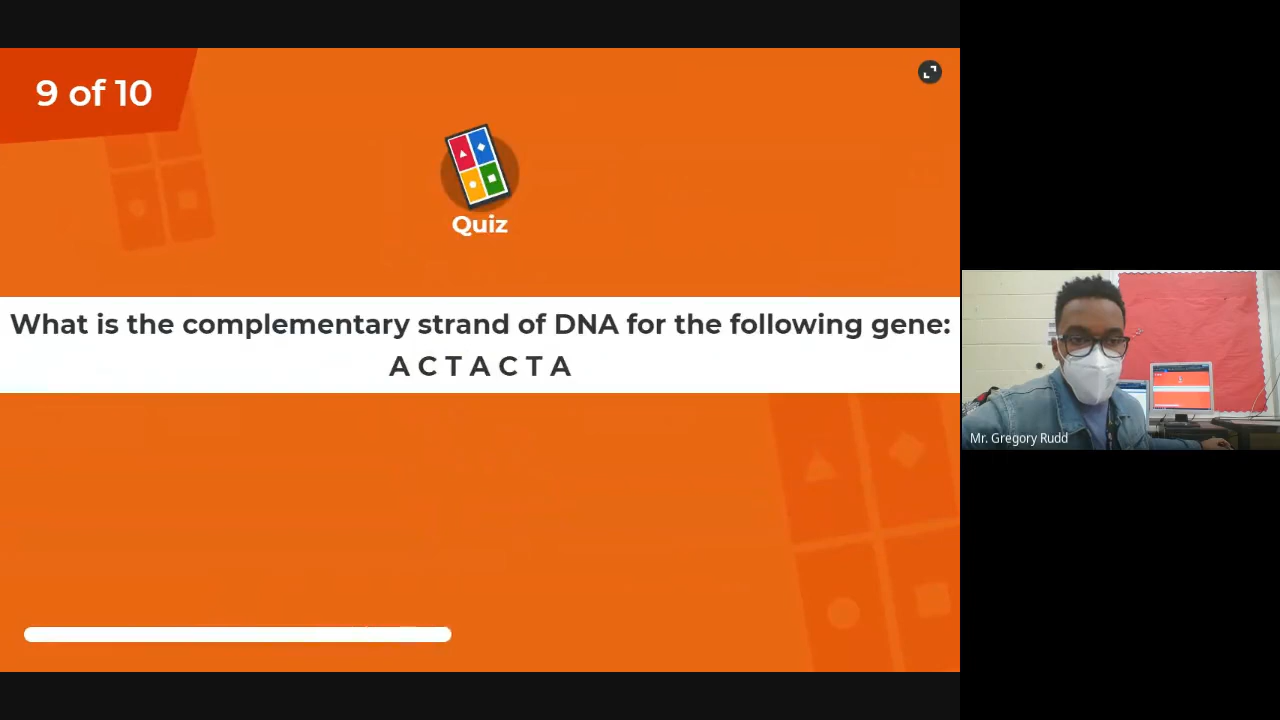 9 of 10
Quiz
What is the complementary strand of DNA for the following gene:
A C T A C T A
Mr. Gregory Rudd